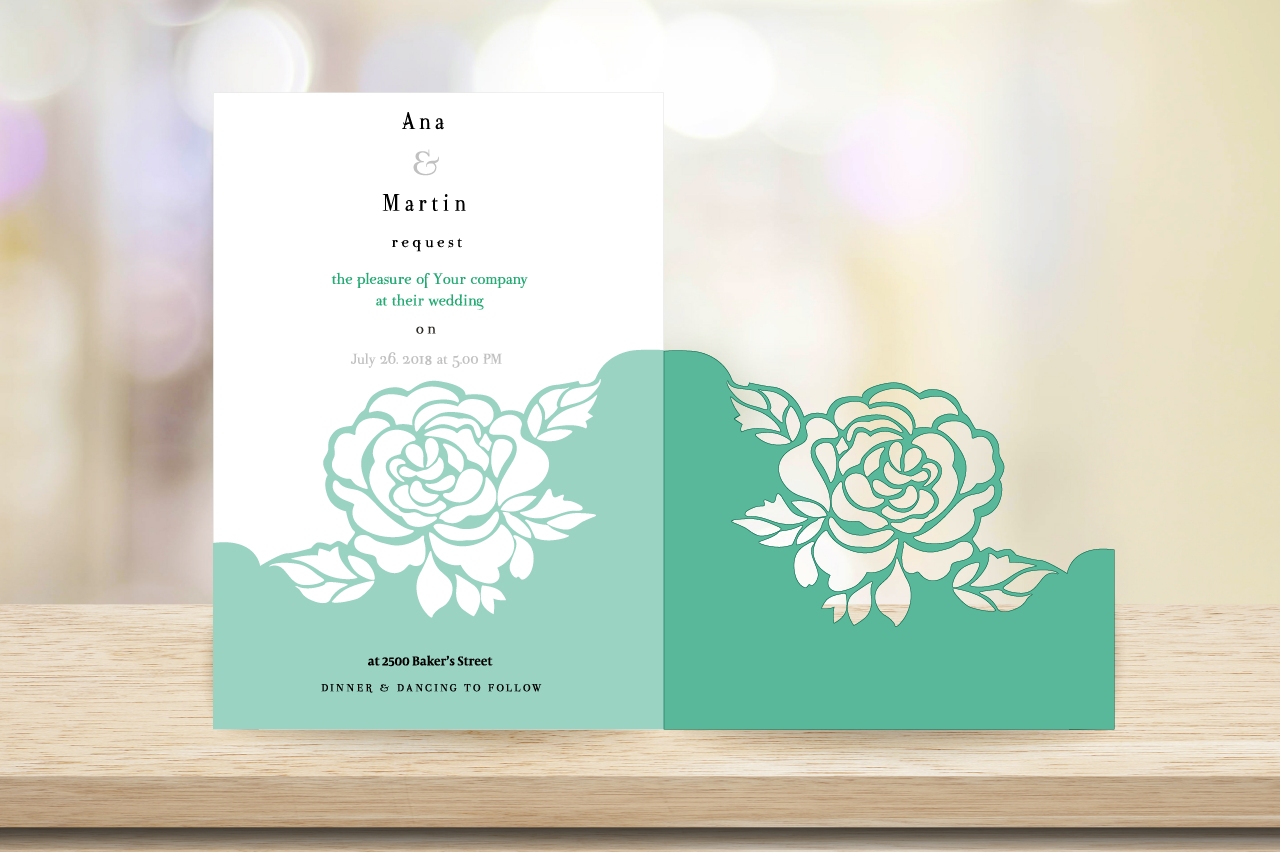 Ana
&
Martin
request
the pleasure of Your company
at their wedding
on
July 26. 2018 at 5.00 PM
at 2500 Baker's Street
DINNER & DANCING TO FOLLOW